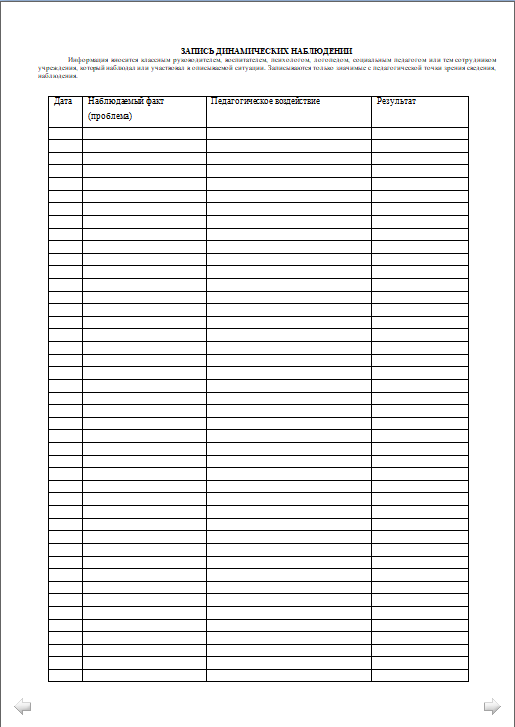 ЗАПИСЬ ДИНАМИЧЕСКИХ НАБЛЮДЕНИИ
Информация вносится классным руководителем, воспитателем, психологом, логопедом, социальным педагогом или тем сотрудником
учреждения, который наблюдал или участвовал в описываемой ситуации. Записываются только значимые с педагогической точки зрения сведения,
наблюдения.
Дата Наблюдаемый факт Педагогическое воздействие Результат
(проблема)